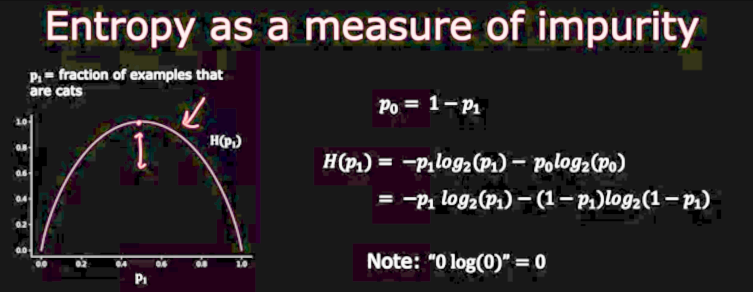 Entropy as a measure of impurity
p₁= fraction of examples that
are cats
1.0
0.8
0.6
0.4
0.2
0.0
H(p₁)
0.0 0.2 0.4 0.6 0.8 1.0
p₁
p₀ = 1 − p₁
H(p₁) = −p₁log₂(p₁) − p₀log₂(p₀)
= −p₁ log₂(p₁) − (1 − p₁)log₂(1 − p₁)
Note: “0 log(0)” = 0